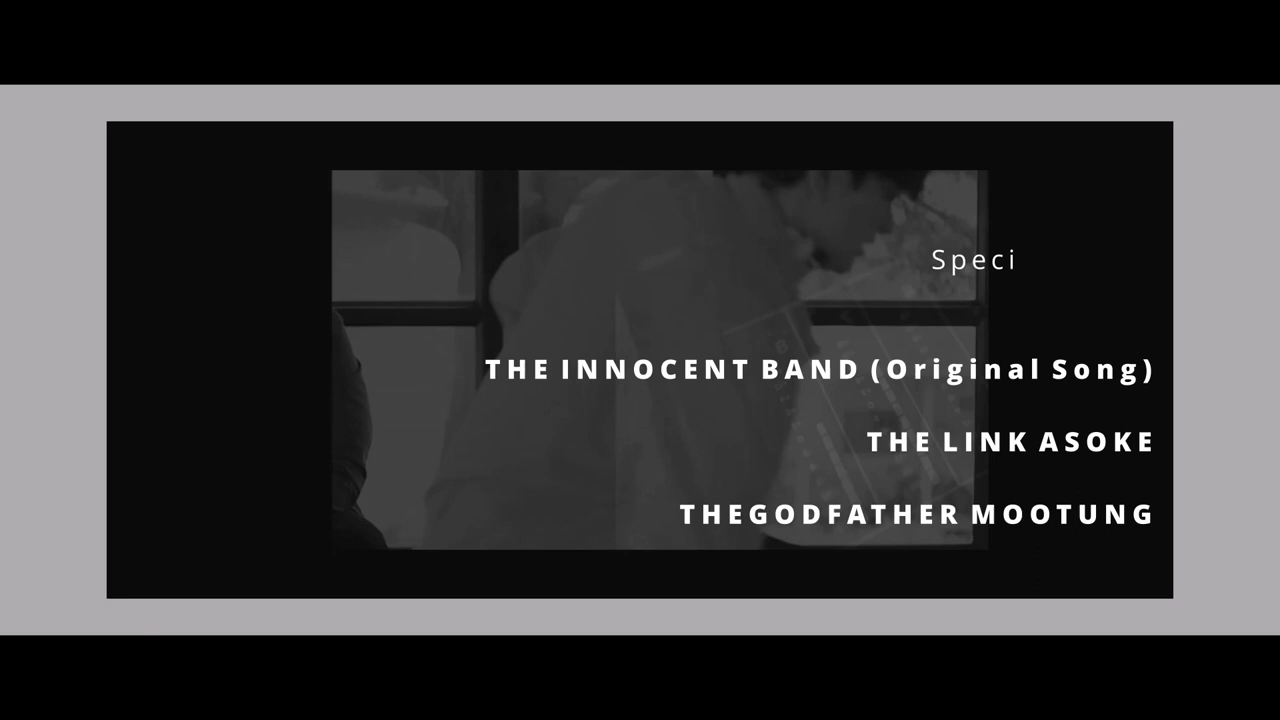 Speci
THE INNOCENT BAND (Original Song)
THE LINK ASOKE
THEGODFATHER MOOTUNG